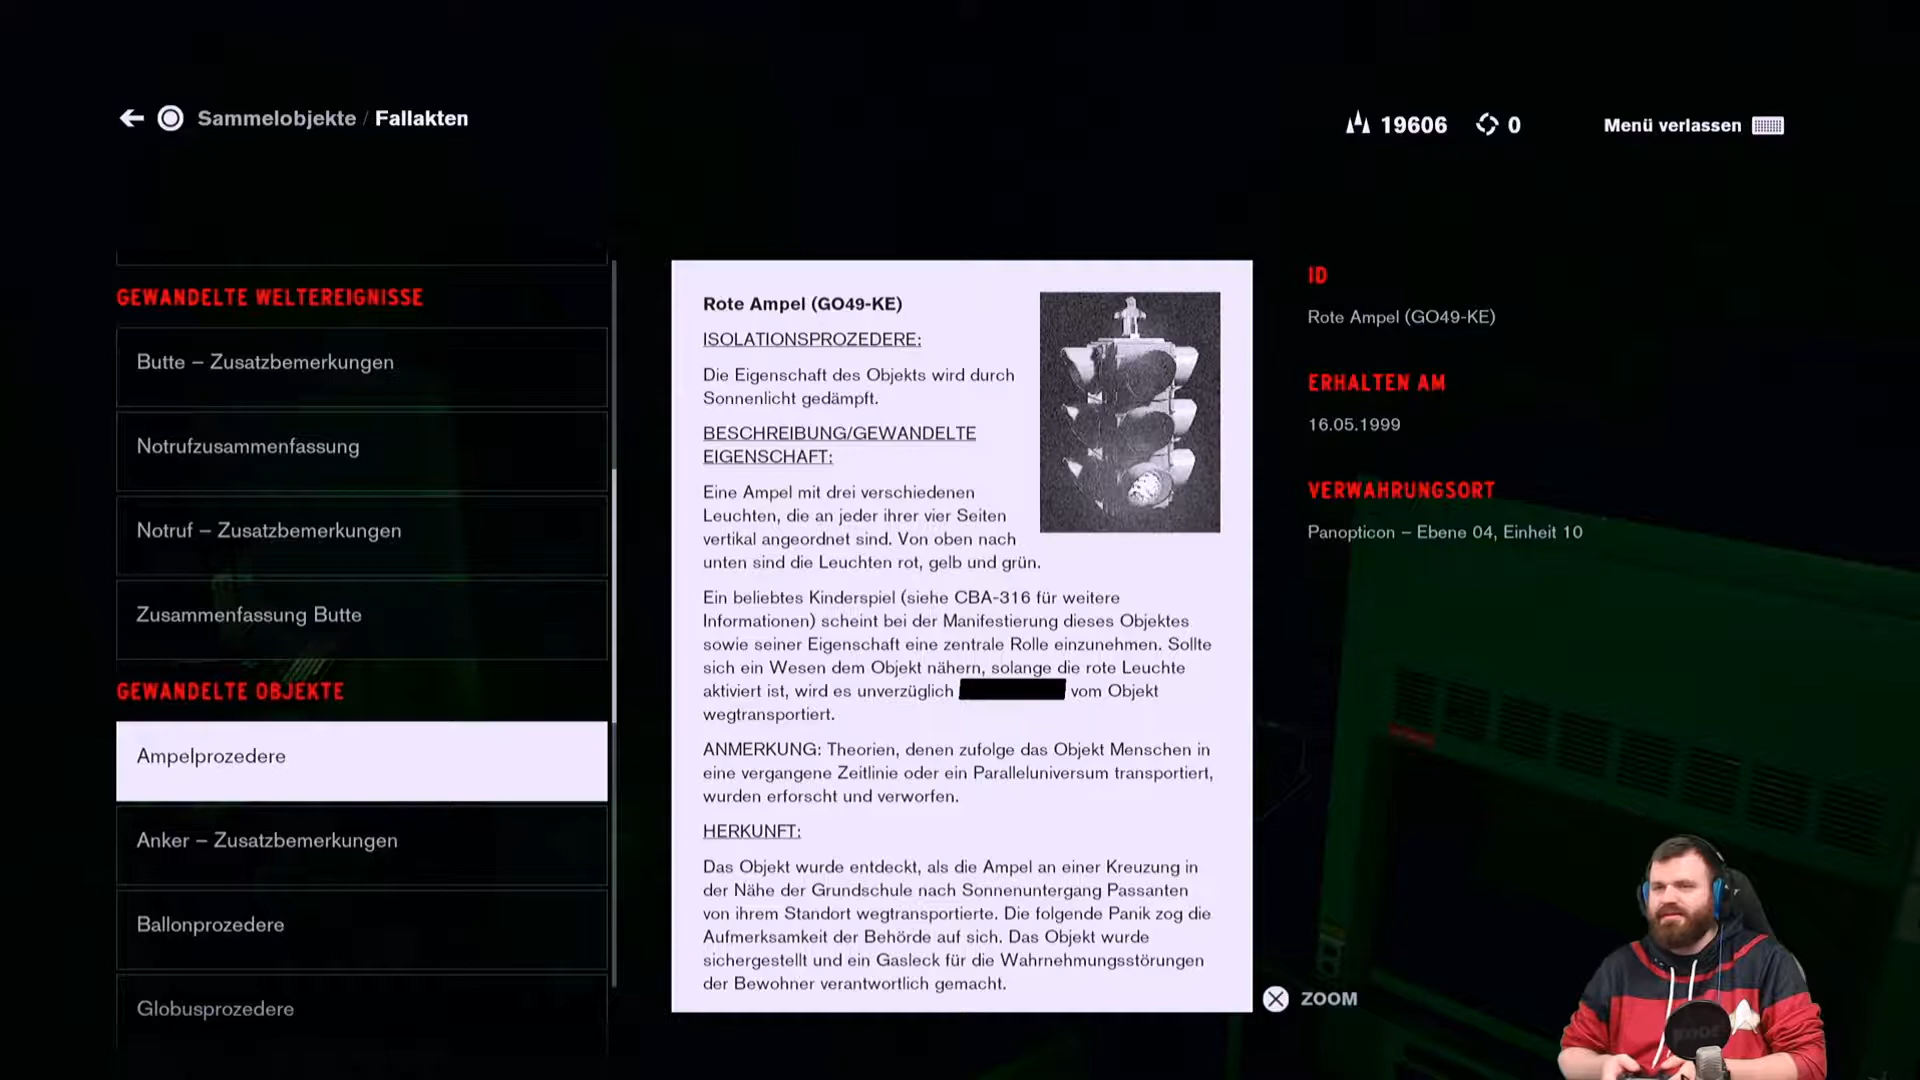 Sammelobjekte / Fallakten
19606 0 Menü verlassen
GEWANDELTE WELTEREIGNISSE
Butte – Zusatzbemerkungen
Notrufzusammenfassung
Notruf – Zusatzbemerkungen
Zusammenfassung Butte
GEWANDELTE OBJEKTE
Ampelprozedere
Anker – Zusatzbemerkungen
Ballonprozedere
Globusprozedere
Rote Ampel (GO49-KE)
ISOLATIONSPROZEDERE:
Die Eigenschaft des Objekts wird durch
Sonnenlicht gedämpft.
BESCHREIBUNG/GEWANDELTE
EIGENSCHAFT:
Eine Ampel mit drei verschiedenen
Leuchten, die an jeder ihrer vier Seiten
vertikal angeordnet sind. Von oben nach
unten sind die Leuchten rot, gelb und grün.
Ein beliebtes Kinderspiel (siehe CBA-316 für weitere
Informationen) scheint bei der Manifestierung dieses Objektes
sowie seiner Eigenschaft eine zentrale Rolle einzunehmen. Sollte
sich ein Wesen dem Objekt nähern, solange die rote Leuchte
aktiviert ist, wird es unverzüglich vom Objekt
wegtransportiert.
ANMERKUNG: Theorien, denen zufolge das Objekt Menschen in
eine vergangene Zeitlinie oder ein Paralleluniversum transportiert,
wurden erforscht und verworfen.
HERKUNFT:
Das Objekt wurde entdeckt, als die Ampel an einer Kreuzung in
der Nähe der Grundschule nach Sonnenuntergang Passanten
von ihrem Standort wegtransportierte. Die folgende Panik zog die
Aufmerksamkeit der Behörde auf sich. Das Objekt wurde
sichergestellt und ein Gasleck für die Wahrnehmungsstörungen
der Bewohner verantwortlich gemacht.
ZOOM
ID
Rote Ampel (GO49-KE)
ERHALTEN AM
16.05.1999
VERWAHRUNGSORT
Panopticon – Ebene 04, Einheit 10
RODE